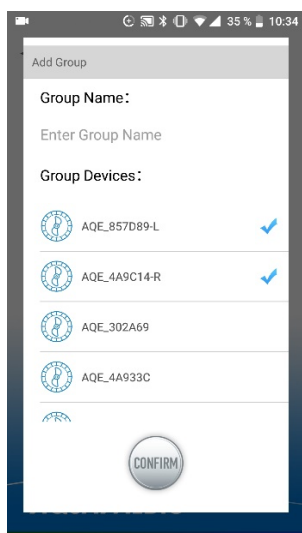 35 % 10:34
Add Group
Group Name:
Enter Group Name
Group Devices:
AQE_857D89-L
AQE_4A9C14-R
AQE_302A69
AQE_4A933C
CONFIRM